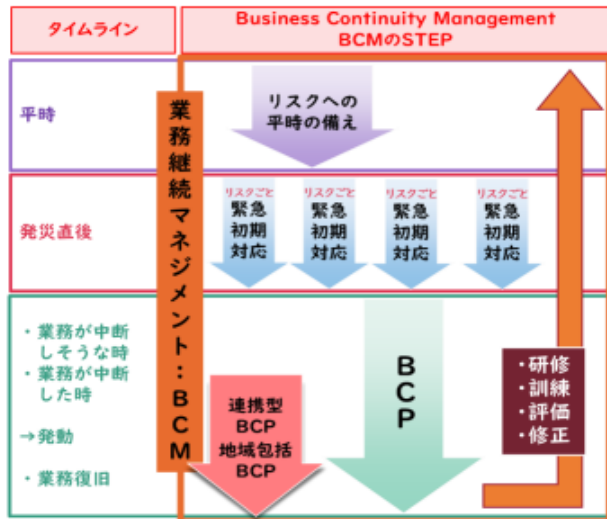 タイムライン
Business Continuity Management
BCMのSTEP
平時
業務継続マネジメント：BCM
リスクへの
平時の備え
発災直後
リスクごと
緊急
初期
対応
リスクごと
緊急
初期
対応
リスクごと
緊急
初期
対応
リスクごと
緊急
初期
対応
・業務が中断
しそうな時
・業務が中断
した時
→発動
・業務復旧
連携型
BCP
地域包括
BCP
BCP
・研修
・訓練
・評価
・修正